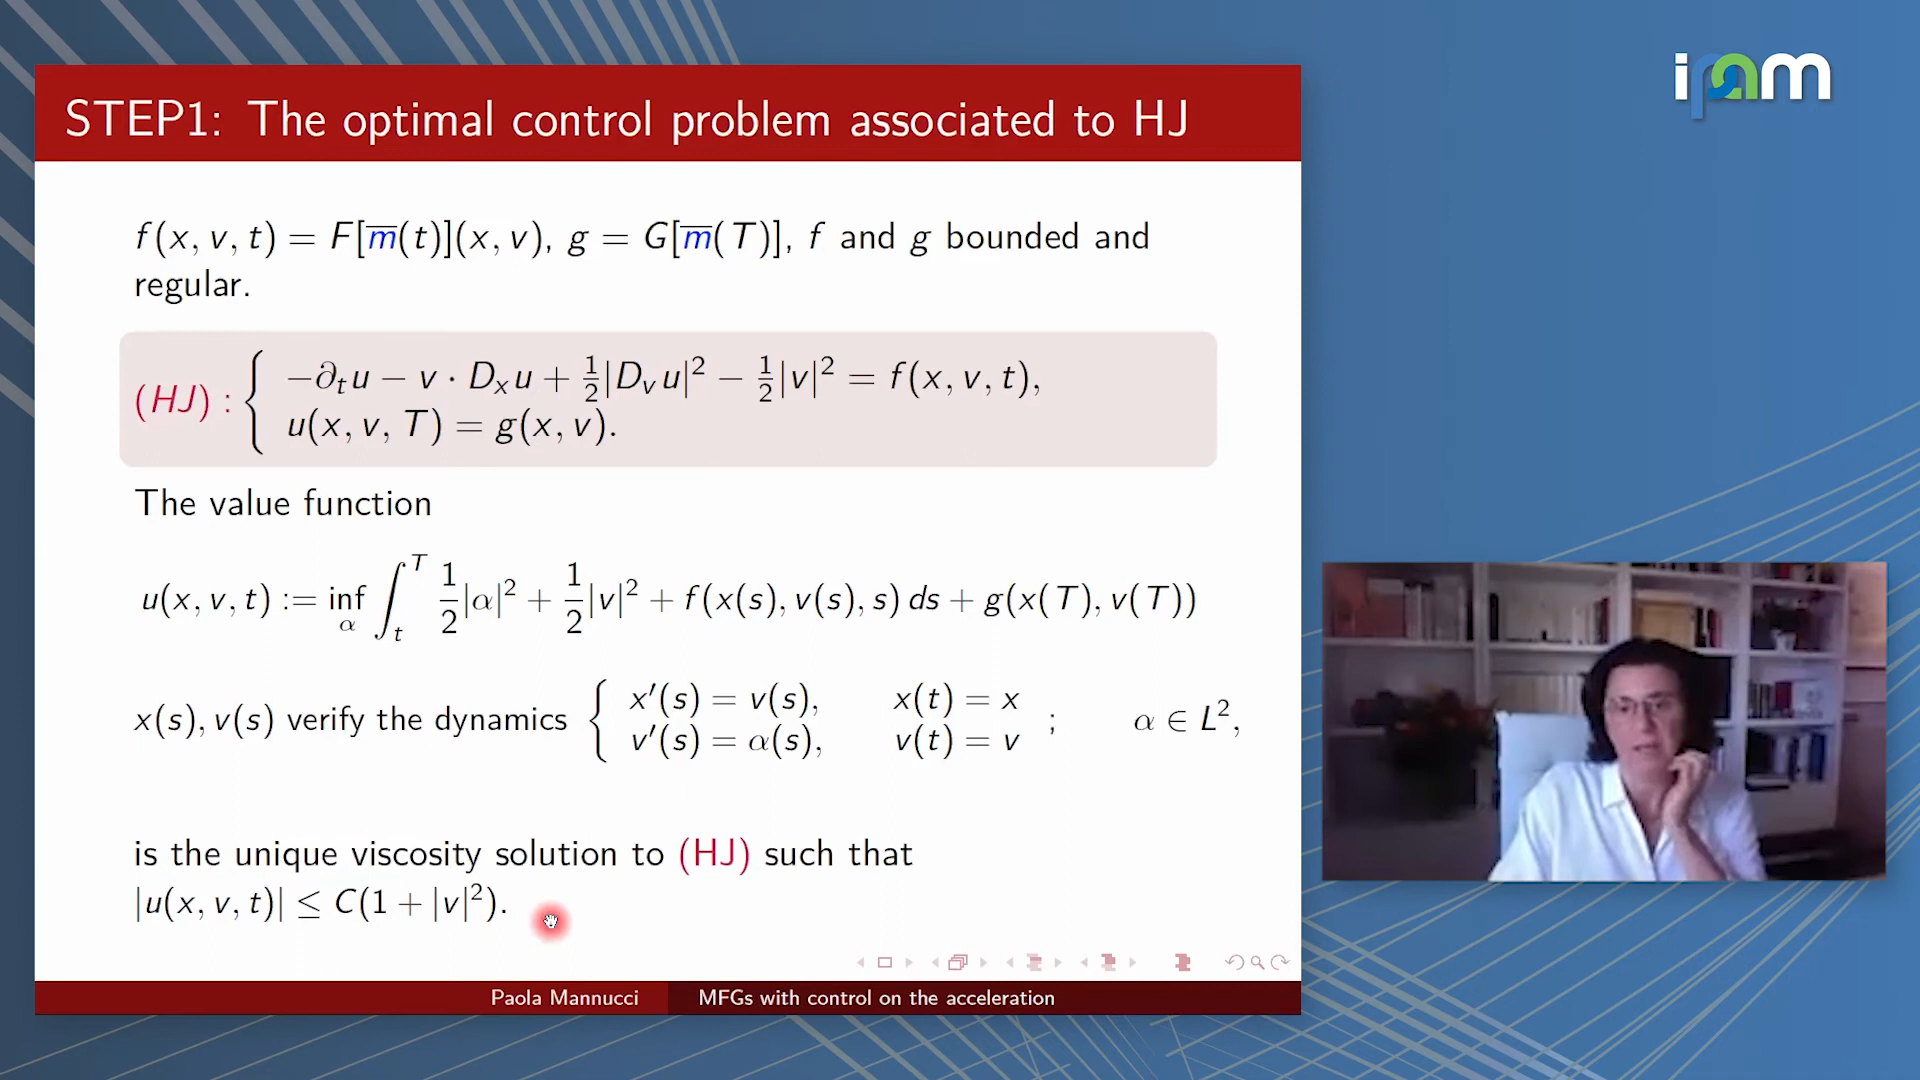 ipam
STEP1: The optimal control problem associated to HJ
f(x, v, t) = F[m̅(t)](x, v), g = G[m̅(T)], f and g bounded and
regular.
(HJ) : { −∂ₜu − v · Dₓu + ½|Dᵥu|² − ½|v|² = f(x, v, t),
u(x, v, T) = g(x, v).
The value function
u(x, v, t) := inf_α ∫_t^T ½|α|² + ½|v|² + f(x(s), v(s), s) ds + g(x(T), v(T))
x(s), v(s) verify the dynamics { x′(s) = v(s), x(t) = x
v′(s) = α(s), v(t) = v ; α ∈ L²,
is the unique viscosity solution to (HJ) such that
|u(x, v, t)| ≤ C(1 + |v|²).
Paola Mannucci MFGs with control on the acceleration